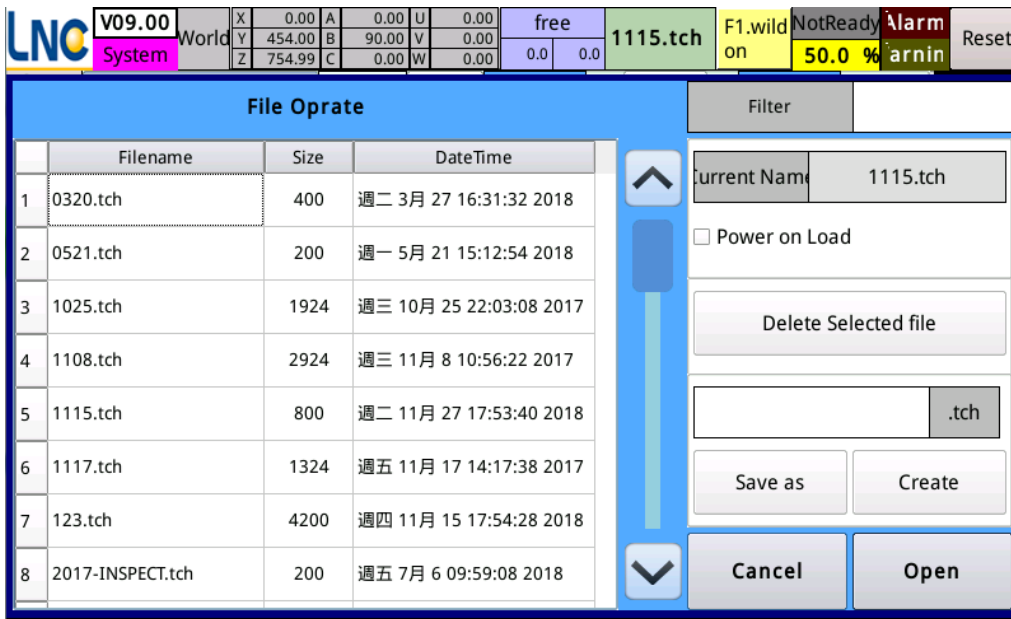 LNC V09.00 System World X 0.00 A 0.00 U 0.00
Y 454.00 B 90.00 V 0.00
Z 754.99 C 0.00 W 0.00
free 0.0 0.0
1115.tch
F1.wild on
NotReady 50.0 %
Alarm
arnin
Reset
File Oprate
Filter
Filename Size DateTime
Current Name 1115.tch
1 0320.tch 400 週二 3月 27 16:31:32 2018
Power on Load
2 0521.tch 200 週一 5月 21 15:12:54 2018
3 1025.tch 1924 週三 10月 25 22:03:08 2017
Delete Selected file
4 1108.tch 2924 週三 11月 8 10:56:22 2017
5 1115.tch 800 週二 11月 27 17:53:40 2018
.tch
6 1117.tch 1324 週五 11月 17 14:17:38 2017
Save as Create
7 123.tch 4200 週四 11月 15 17:54:28 2018
8 2017-INSPECT.tch 200 週五 7月 6 09:59:08 2018
Cancel Open